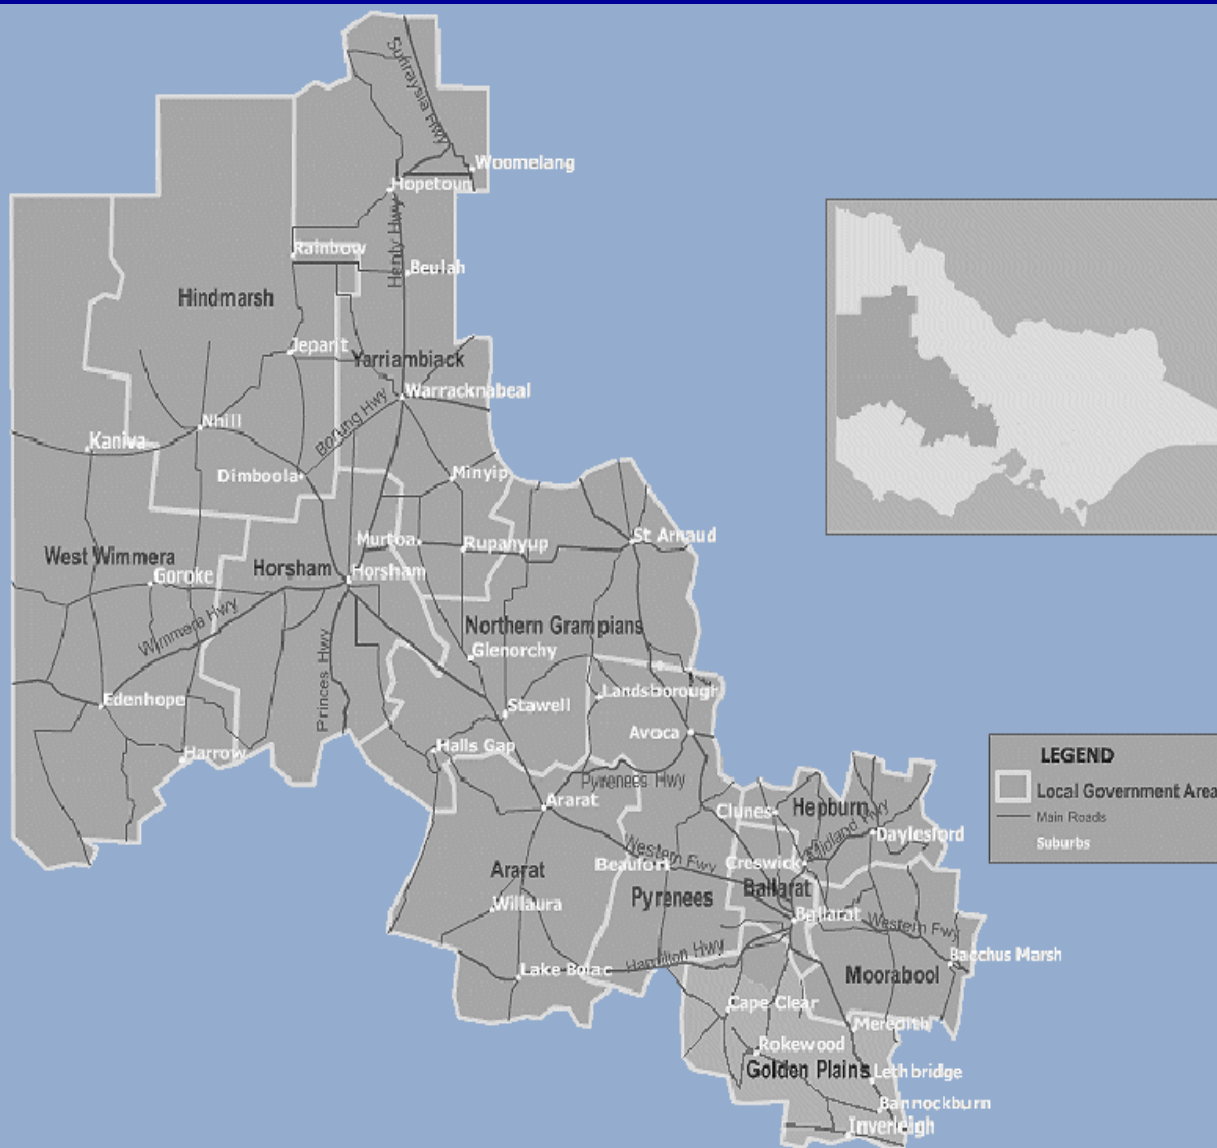 Sunraysia Hwy
Woomelang
Hopetoun
Henty Hwy
Rainbow
Beulah
Hindmarsh
Jeparit
Yarriambiack
Warracknabeal
Borung Hwy
Nhill
Kaniva
Dimboola
Minyip
Murtoa
Rupanyup
St Arnaud
West Wimmera
Goroke
Horsham
Horsham
Wimmera Hwy
Northern Grampians
Princes Hwy
Glenorchy
Edenhope
Landsborough
Stawell
Avoca
Harrow
Halls Gap
Pyrenees Hwy
Ararat
Clunes
Hepburn
Midland Hwy
Daylesford
Western Fwy
Beaufort
Creswick
Ararat
Pyrenees
Ballarat
Willaura
Ballarat
Western Fwy
Hamilton Hwy
Bacchus Marsh
Lake Bolac
Moorabool
Cape Clear
Meredith
Rokewood
Golden Plains
Lethbridge
Bannockburn
Inverleigh
LEGEND
Local Government Area
Main Roads
Suburbs